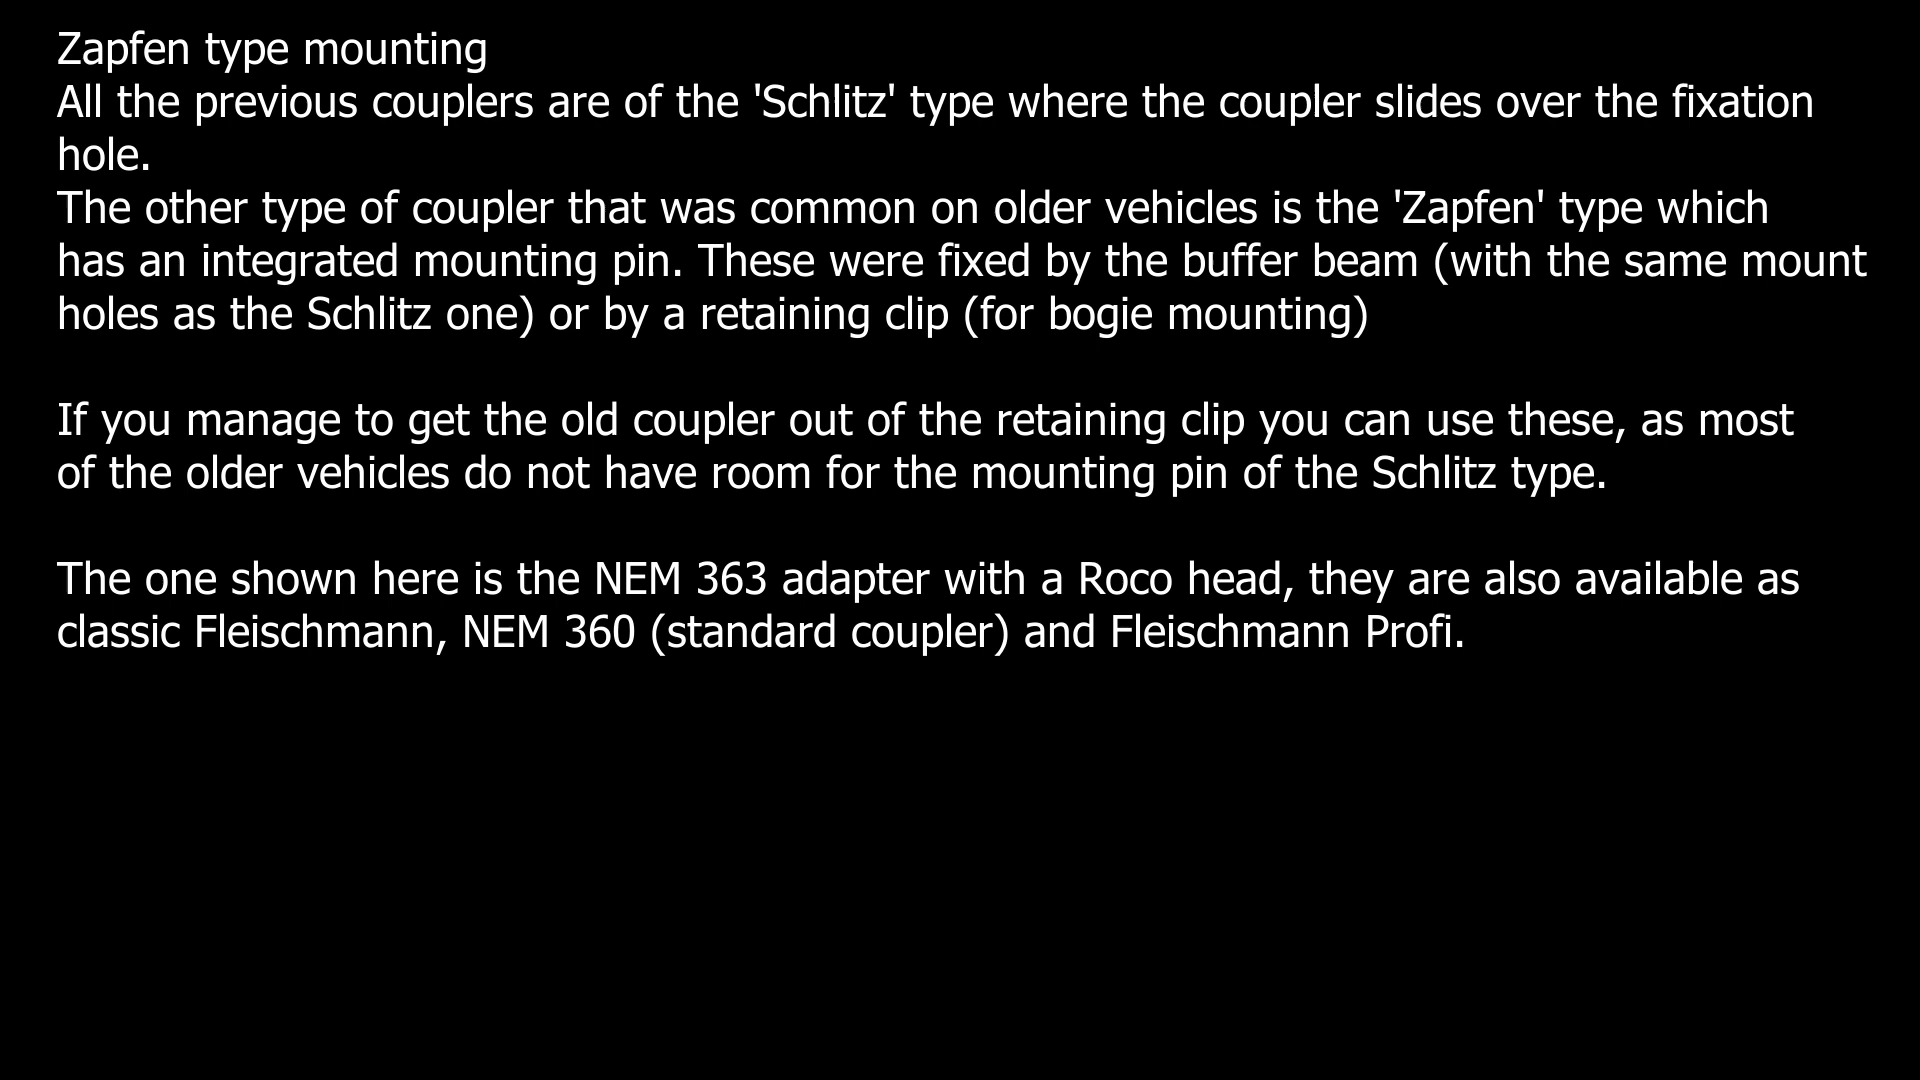 Zapfen type mounting
All the previous couplers are of the 'Schlitz' type where the coupler slides over the fixation
hole.
The other type of coupler that was common on older vehicles is the 'Zapfen' type which
has an integrated mounting pin. These were fixed by the buffer beam (with the same mount
holes as the Schlitz one) or by a retaining clip (for bogie mounting)
If you manage to get the old coupler out of the retaining clip you can use these, as most
of the older vehicles do not have room for the mounting pin of the Schlitz type.
The one shown here is the NEM 363 adapter with a Roco head, they are also available as
classic Fleischmann, NEM 360 (standard coupler) and Fleischmann Profi.